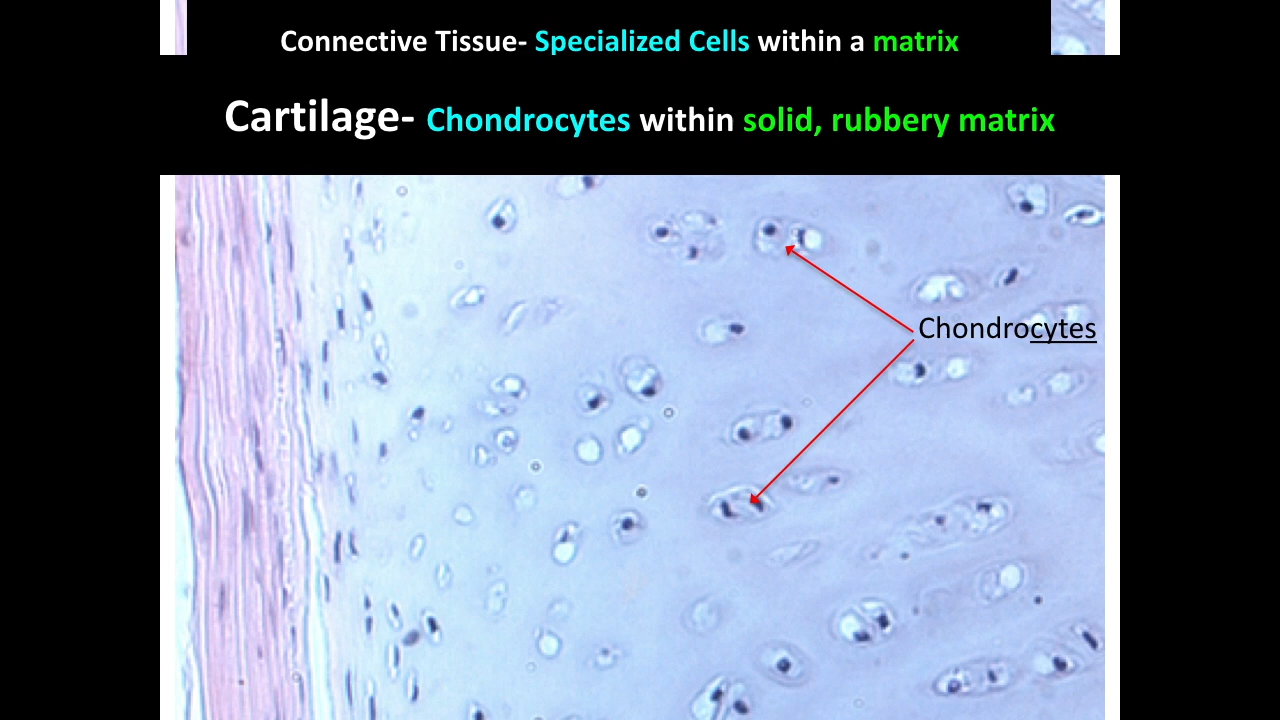 Connective Tissue- Specialized Cells within a matrix
Cartilage- Chondrocytes within solid, rubbery matrix
Chondrocytes